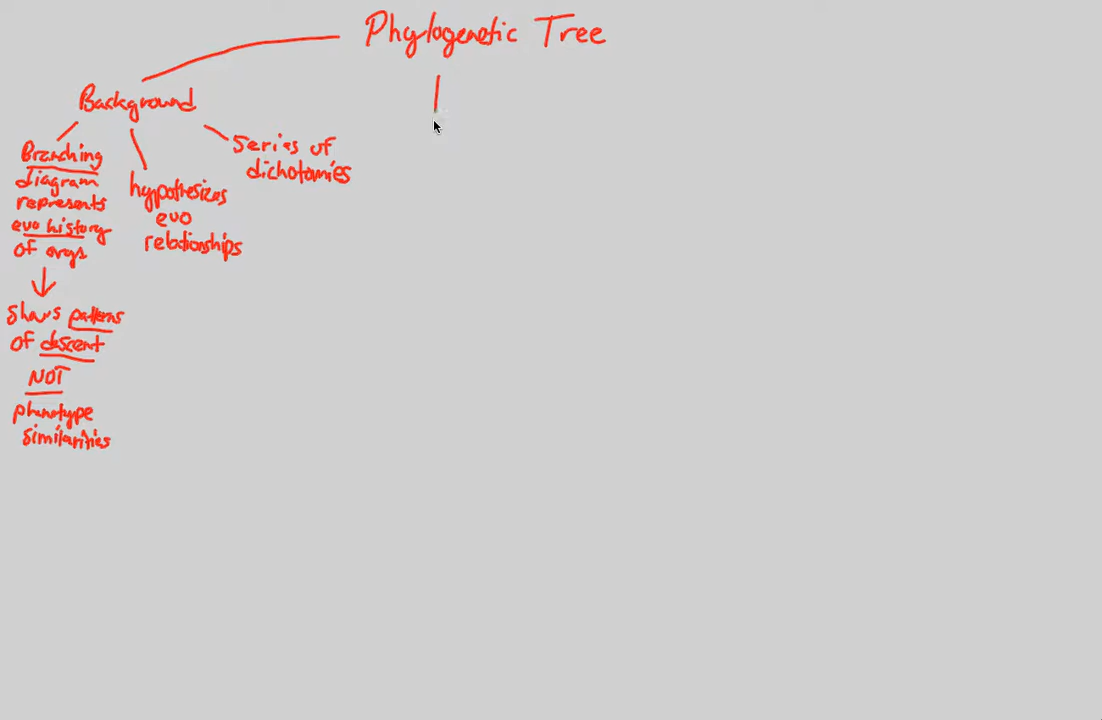 Phylogenetic Tree
Background
Branching
diagram
represents
evo history
of orgs
shows patterns
of descent
NOT
phenotype
similarities
hypothesizes
evo
relationships
Series of
dichotomies